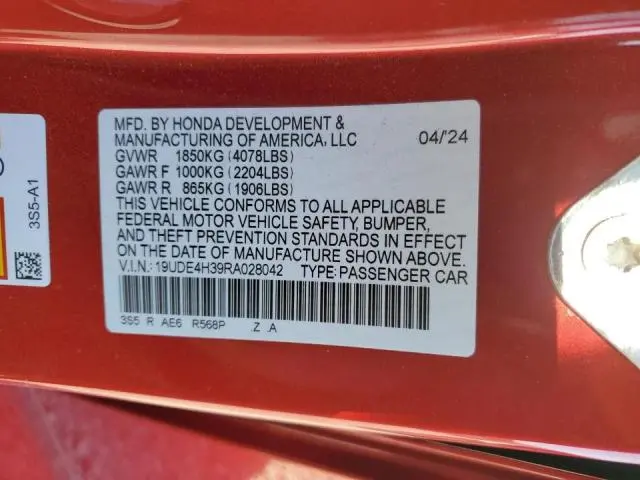 MFD. BY HONDA DEVELOPMENT &
MANUFACTURING OF AMERICA, LLC 04/'24
GVWR 1850KG (4078LBS)
GAWR F 1000KG (2204LBS)
GAWR R 865KG (1906LBS)
THIS VEHICLE CONFORMS TO ALL APPLICABLE
FEDERAL MOTOR VEHICLE SAFETY, BUMPER,
AND THEFT PREVENTION STANDARDS IN EFFECT
ON THE DATE OF MANUFACTURE SHOWN ABOVE.
V.I.N.: 19UDE4H39RA028042 TYPE: PASSENGER CAR
3S5 R AE6 R568P Z A
3S5-A1